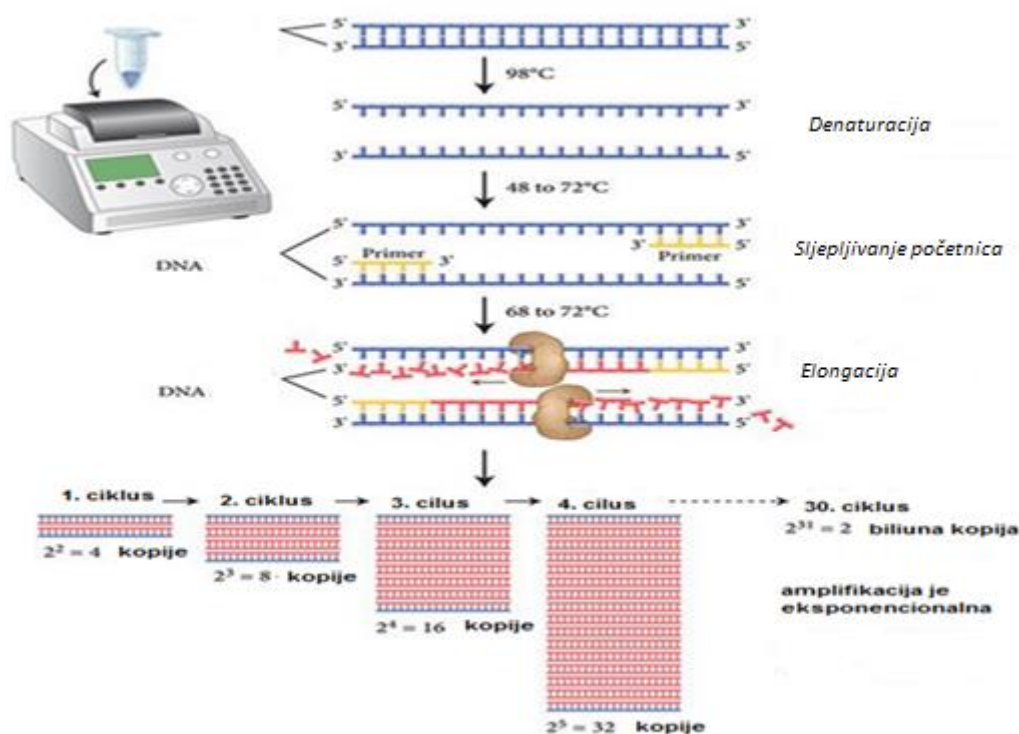 5' 3'
3' 5'
98°C
5' 3'
Denaturacija
3' 5'
48 to 72°C
5' 3'
3' 5'
Primer
Sljepljivanje početnica
DNA
Primer
5' 3'
3' 5'
68 to 72°C
5' 3'
3' 5'
Elongacija
DNA
5' 3'
3' 5'
1. ciklus
2. ciklus
3. cilus
4. cilus
30. ciklus
2² = 4 kopije
2³ = 8 · kopije
2⁴ = 16 kopije
2⁵ = 32 kopije
2³¹ = 2 biliuna kopija
amplifikacija je
eksponencionalna